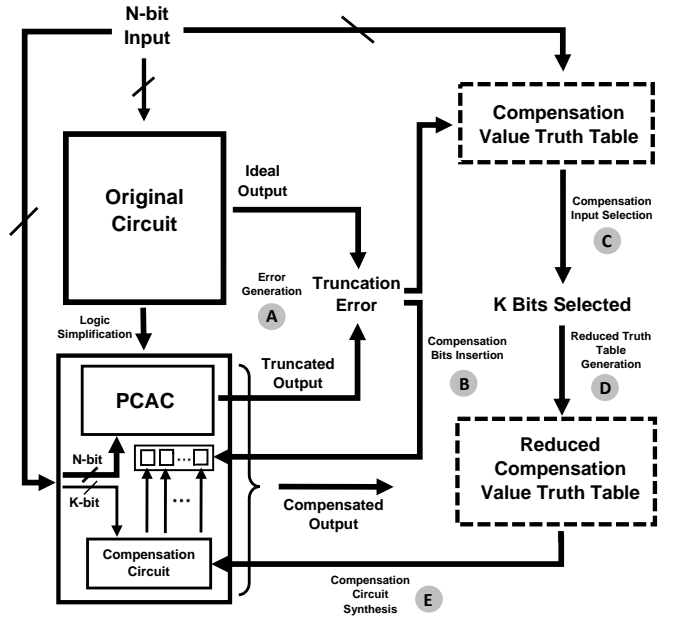 N-bit
Input
Compensation
Value Truth Table
Original
Circuit
Ideal
Output
Compensation
Input Selection
C
Error
Generation
A
Truncation
Error
K Bits Selected
Logic
Simplification
Compensation
Bits Insertion
B
Reduced Truth
Table
Generation
D
Truncated
Output
PCAC
N-bit
K-bit
...
...
Compensated
Output
Reduced
Compensation
Value Truth Table
Compensation
Circuit
Compensation
Circuit
Synthesis
E